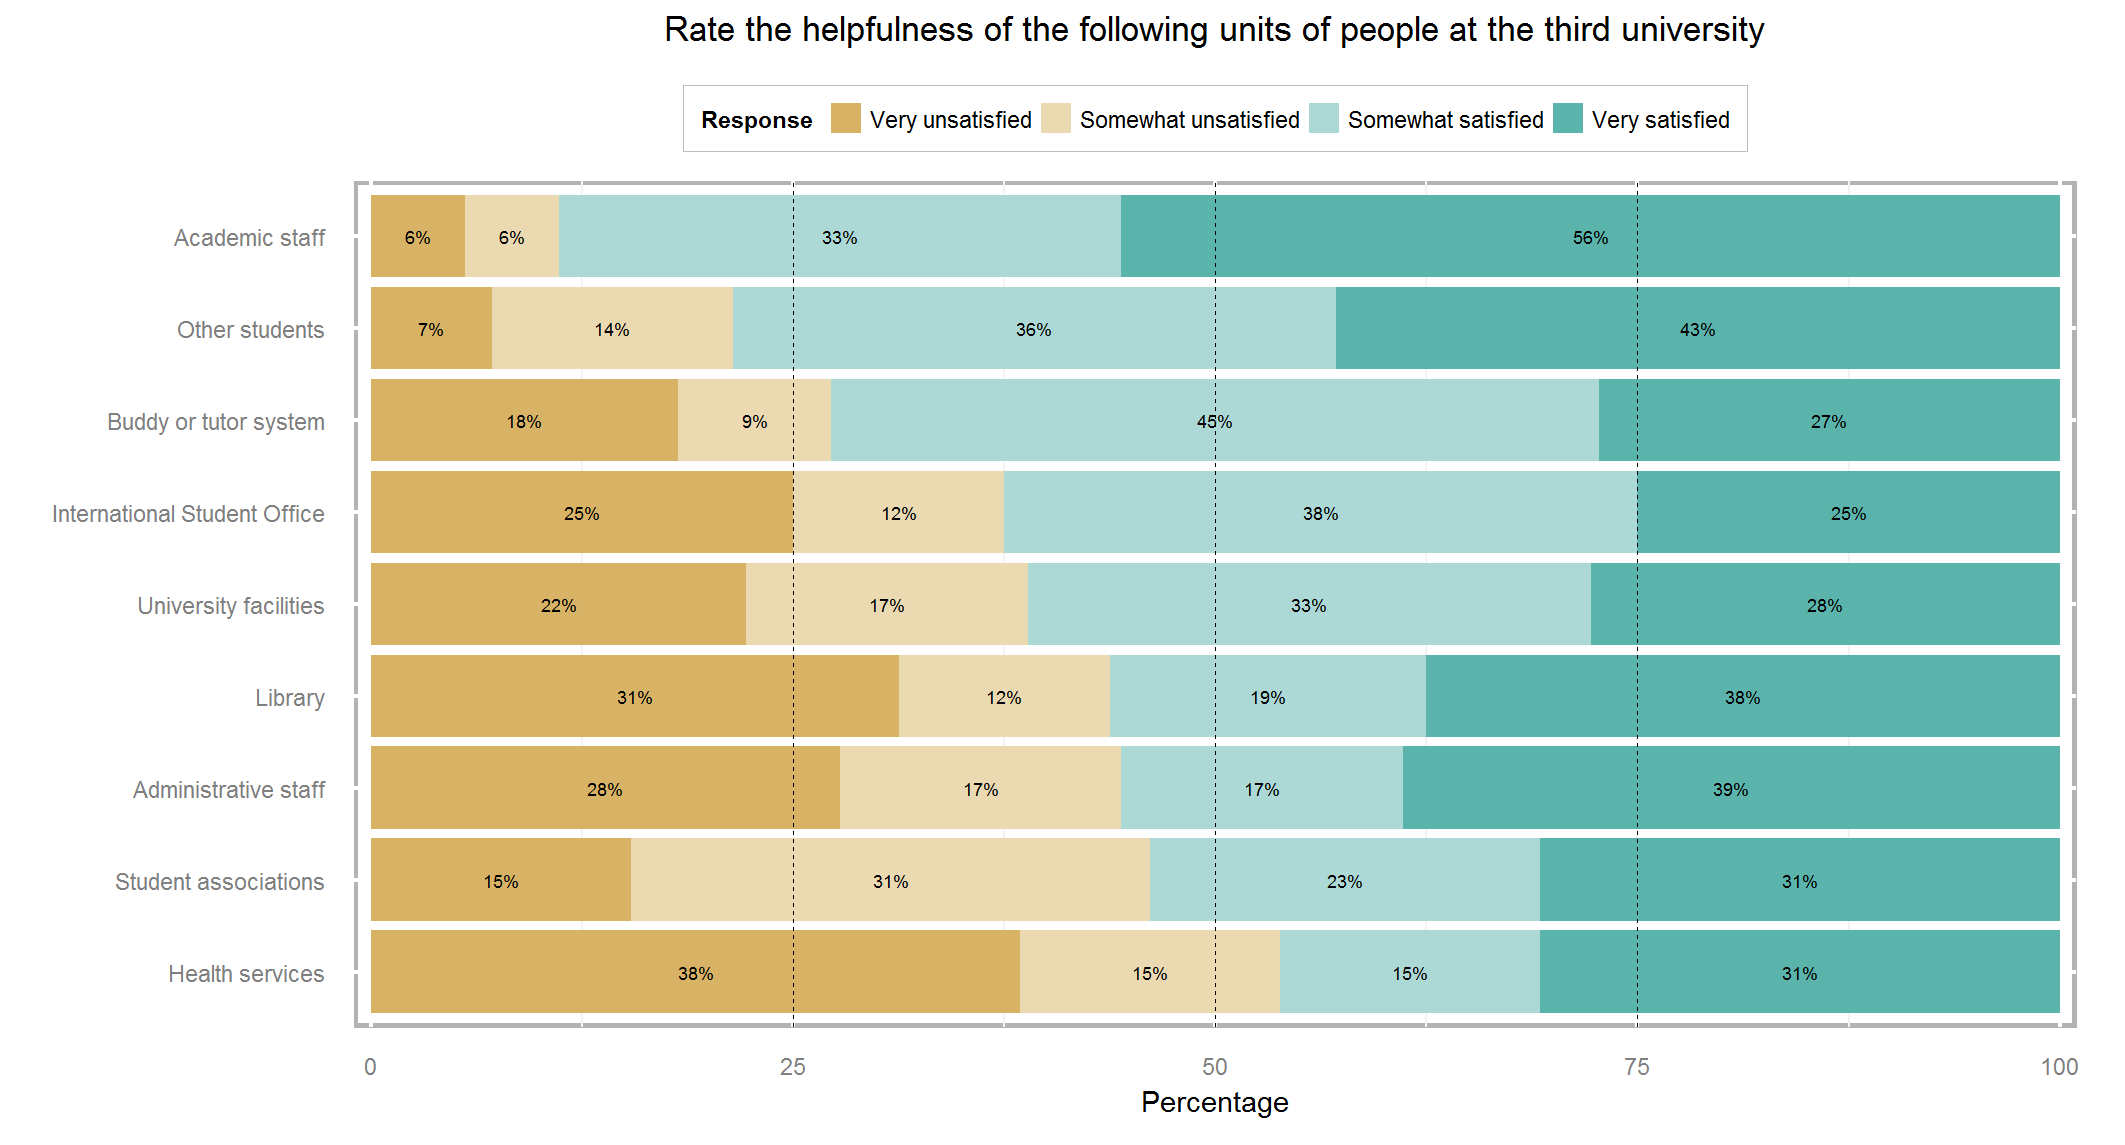 Rate the helpfulness of the following units of people at the third university
Response Very unsatisfied Somewhat unsatisfied Somewhat satisfied Very satisfied
Academic staff 6% 6% 33% 56%
Other students 7% 14% 36% 43%
Buddy or tutor system 18% 9% 45% 27%
International Student Office 25% 12% 38% 25%
University facilities 22% 17% 33% 28%
Library 31% 12% 19% 38%
Administrative staff 28% 17% 17% 39%
Student associations 15% 31% 23% 31%
Health services 38% 15% 15% 31%
0 25 50 75 100
Percentage